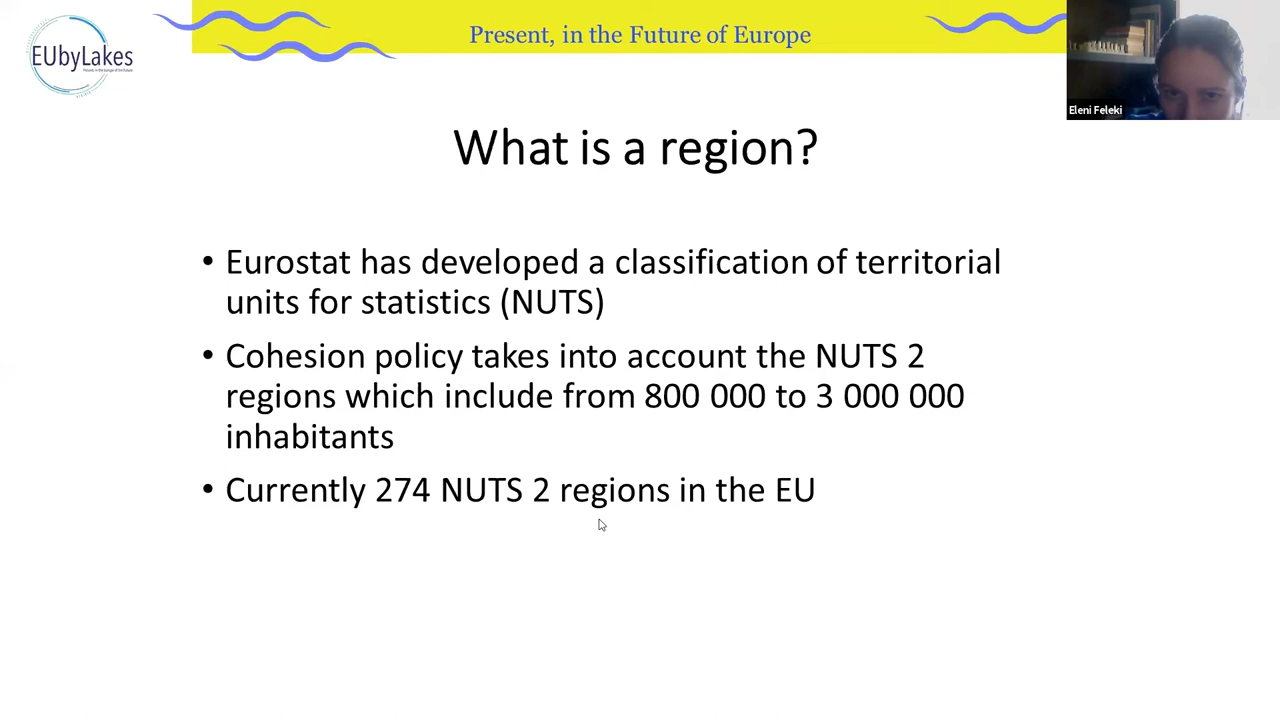 EUbyLakes
Present, in the Future of Europe
Eleni Feleki
What is a region?
• Eurostat has developed a classification of territorial
units for statistics (NUTS)
• Cohesion policy takes into account the NUTS 2
regions which include from 800 000 to 3 000 000
inhabitants
• Currently 274 NUTS 2 regions in the EU